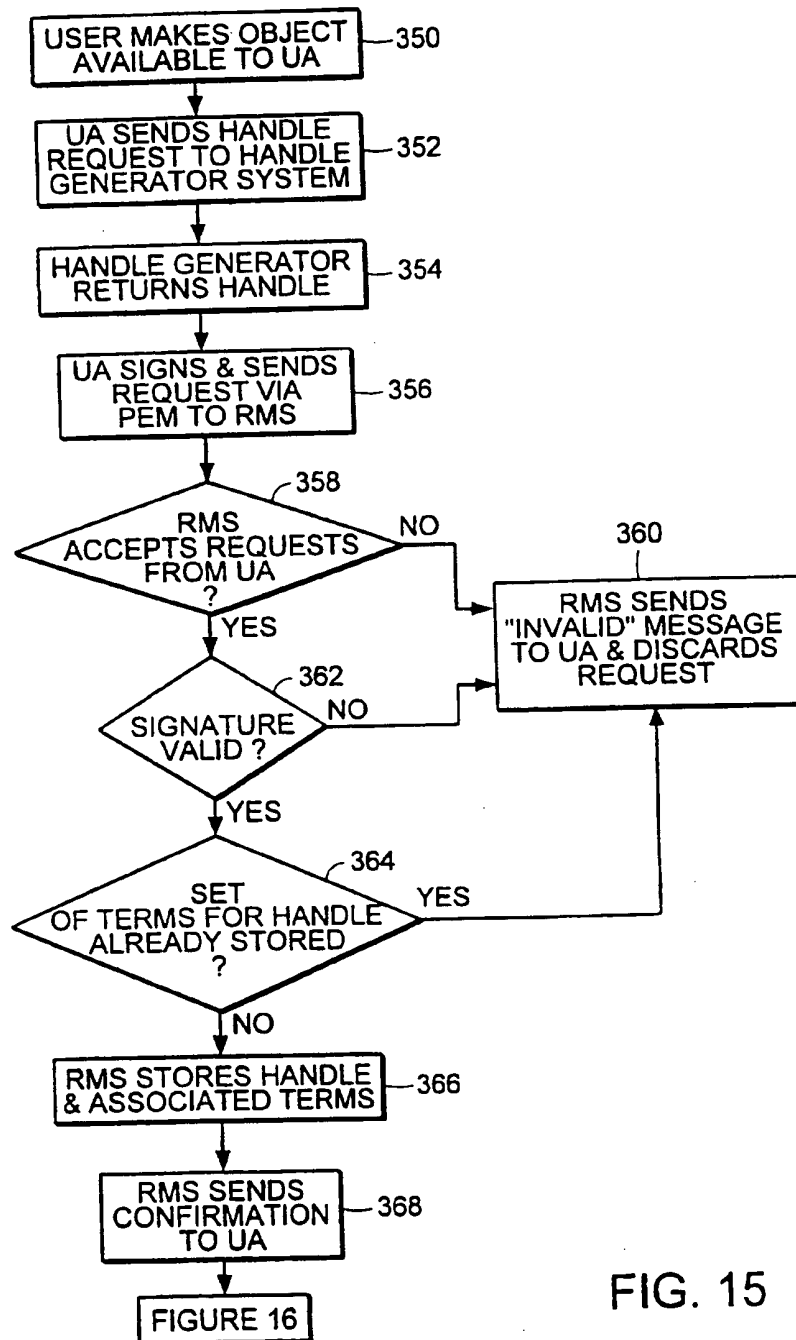 USER MAKES OBJECT
AVAILABLE TO UA
350
UA SENDS HANDLE
REQUEST TO HANDLE
GENERATOR SYSTEM
352
HANDLE GENERATOR
RETURNS HANDLE
354
UA SIGNS & SENDS
REQUEST VIA
PEM TO RMS
356
358
RMS
ACCEPTS REQUESTS
FROM UA
?
NO
YES
360
RMS SENDS
"INVALID" MESSAGE
TO UA & DISCARDS
REQUEST
362
SIGNATURE
VALID ?
NO
YES
364
SET
OF TERMS FOR HANDLE
ALREADY STORED
?
YES
NO
RMS STORES HANDLE
& ASSOCIATED TERMS
366
RMS SENDS
CONFIRMATION
TO UA
368
FIGURE 16
FIG. 15